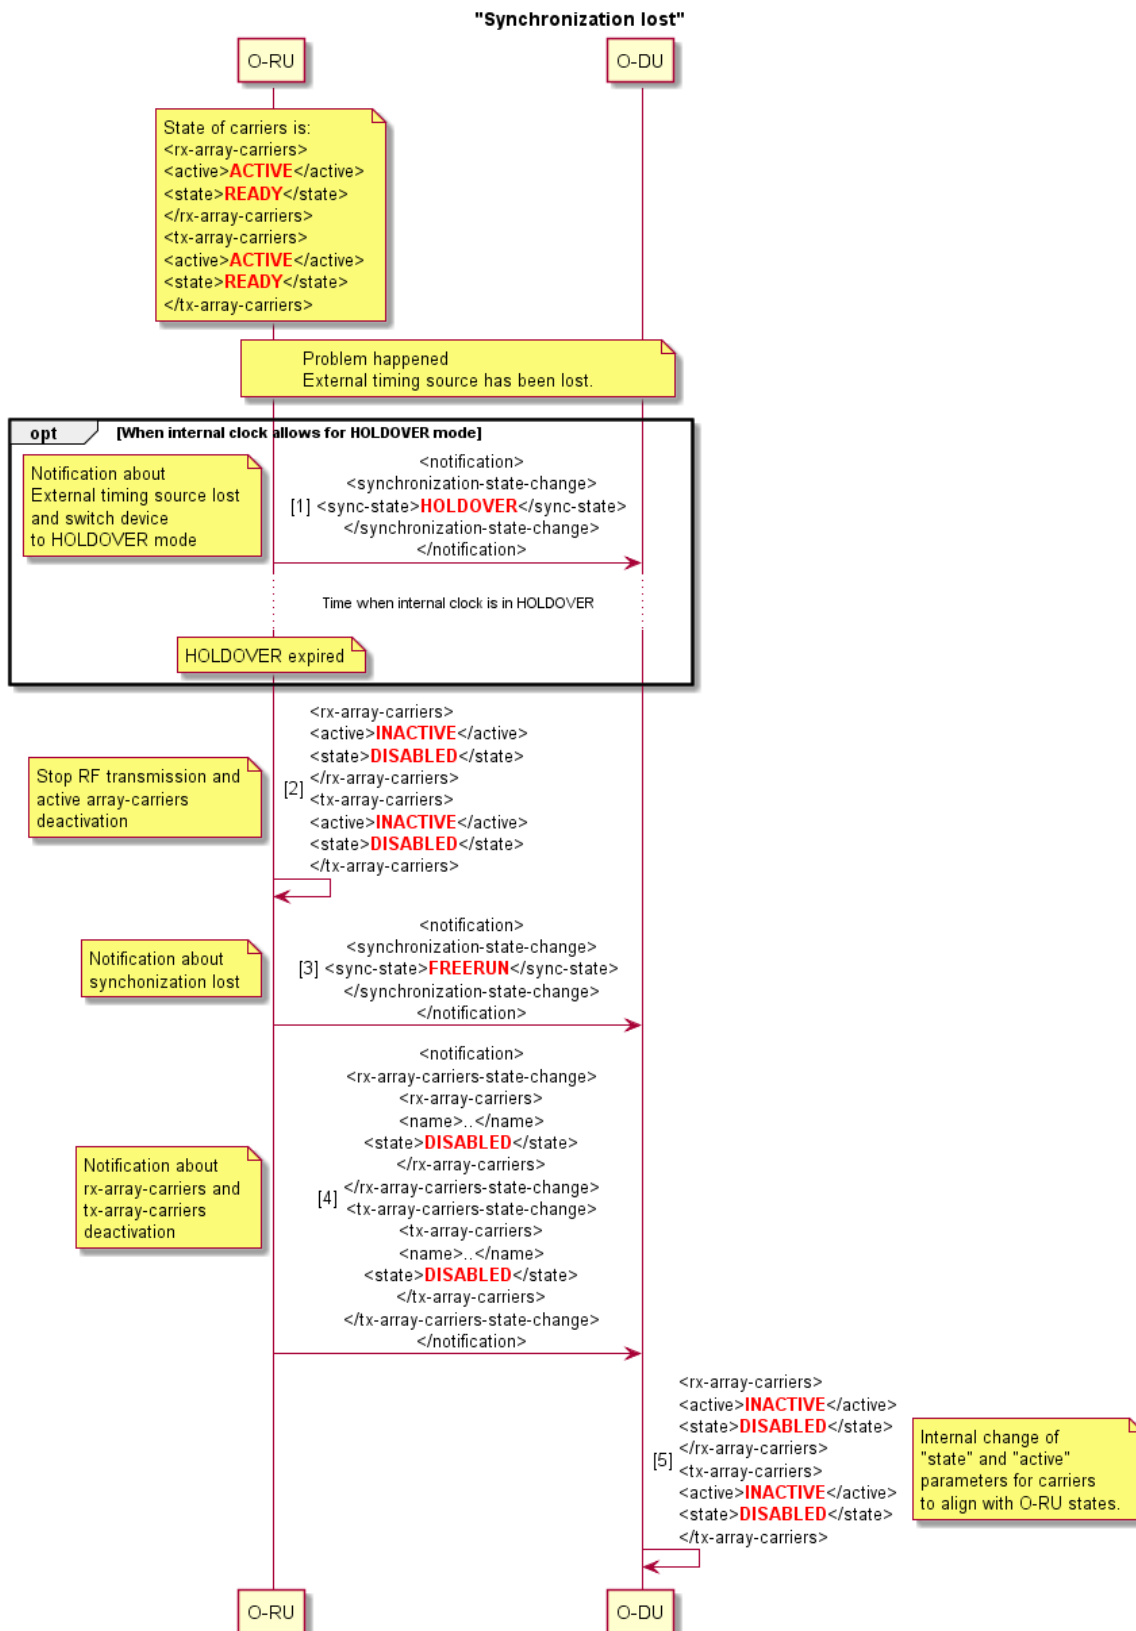 "Synchronization lost"
O-RU
O-DU
State of carriers is:
<rx-array-carriers>
<active>ACTIVE</active>
<state>READY</state>
</rx-array-carriers>
<tx-array-carriers>
<active>ACTIVE</active>
<state>READY</state>
</tx-array-carriers>
Problem happened
External timing source has been lost.
opt
[When internal clock allows for HOLDOVER mode]
Notification about
External timing source lost
and switch device
to HOLDOVER mode
<notification>
<synchronization-state-change>
[1] <sync-state>HOLDOVER</sync-state>
</synchronization-state-change>
</notification>
Time when internal clock is in HOLDOVER
HOLDOVER expired
Stop RF transmission and
active array-carriers
deactivation
[2]
<rx-array-carriers>
<active>INACTIVE</active>
<state>DISABLED</state>
</rx-array-carriers>
<tx-array-carriers>
<active>INACTIVE</active>
<state>DISABLED</state>
</tx-array-carriers>
Notification about
synchonization lost
<notification>
<synchronization-state-change>
[3] <sync-state>FREERUN</sync-state>
</synchronization-state-change>
</notification>
Notification about
rx-array-carriers and
tx-array-carriers
deactivation
[4]
<notification>
<rx-array-carriers-state-change>
<rx-array-carriers>
<name>..</name>
<state>DISABLED</state>
</rx-array-carriers>
</rx-array-carriers-state-change>
<tx-array-carriers-state-change>
<tx-array-carriers>
<name>..</name>
<state>DISABLED</state>
</tx-array-carriers>
</tx-array-carriers-state-change>
</notification>
[5]
<rx-array-carriers>
<active>INACTIVE</active>
<state>DISABLED</state>
</rx-array-carriers>
<tx-array-carriers>
<active>INACTIVE</active>
<state>DISABLED</state>
</tx-array-carriers>
Internal change of
"state" and "active"
parameters for carriers
to align with O-RU states.
O-RU
O-DU